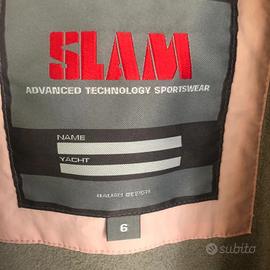 SLAM
ADVANCED TECHNOLOGY SPORTSWEAR
NAME
YACHT
6
subito